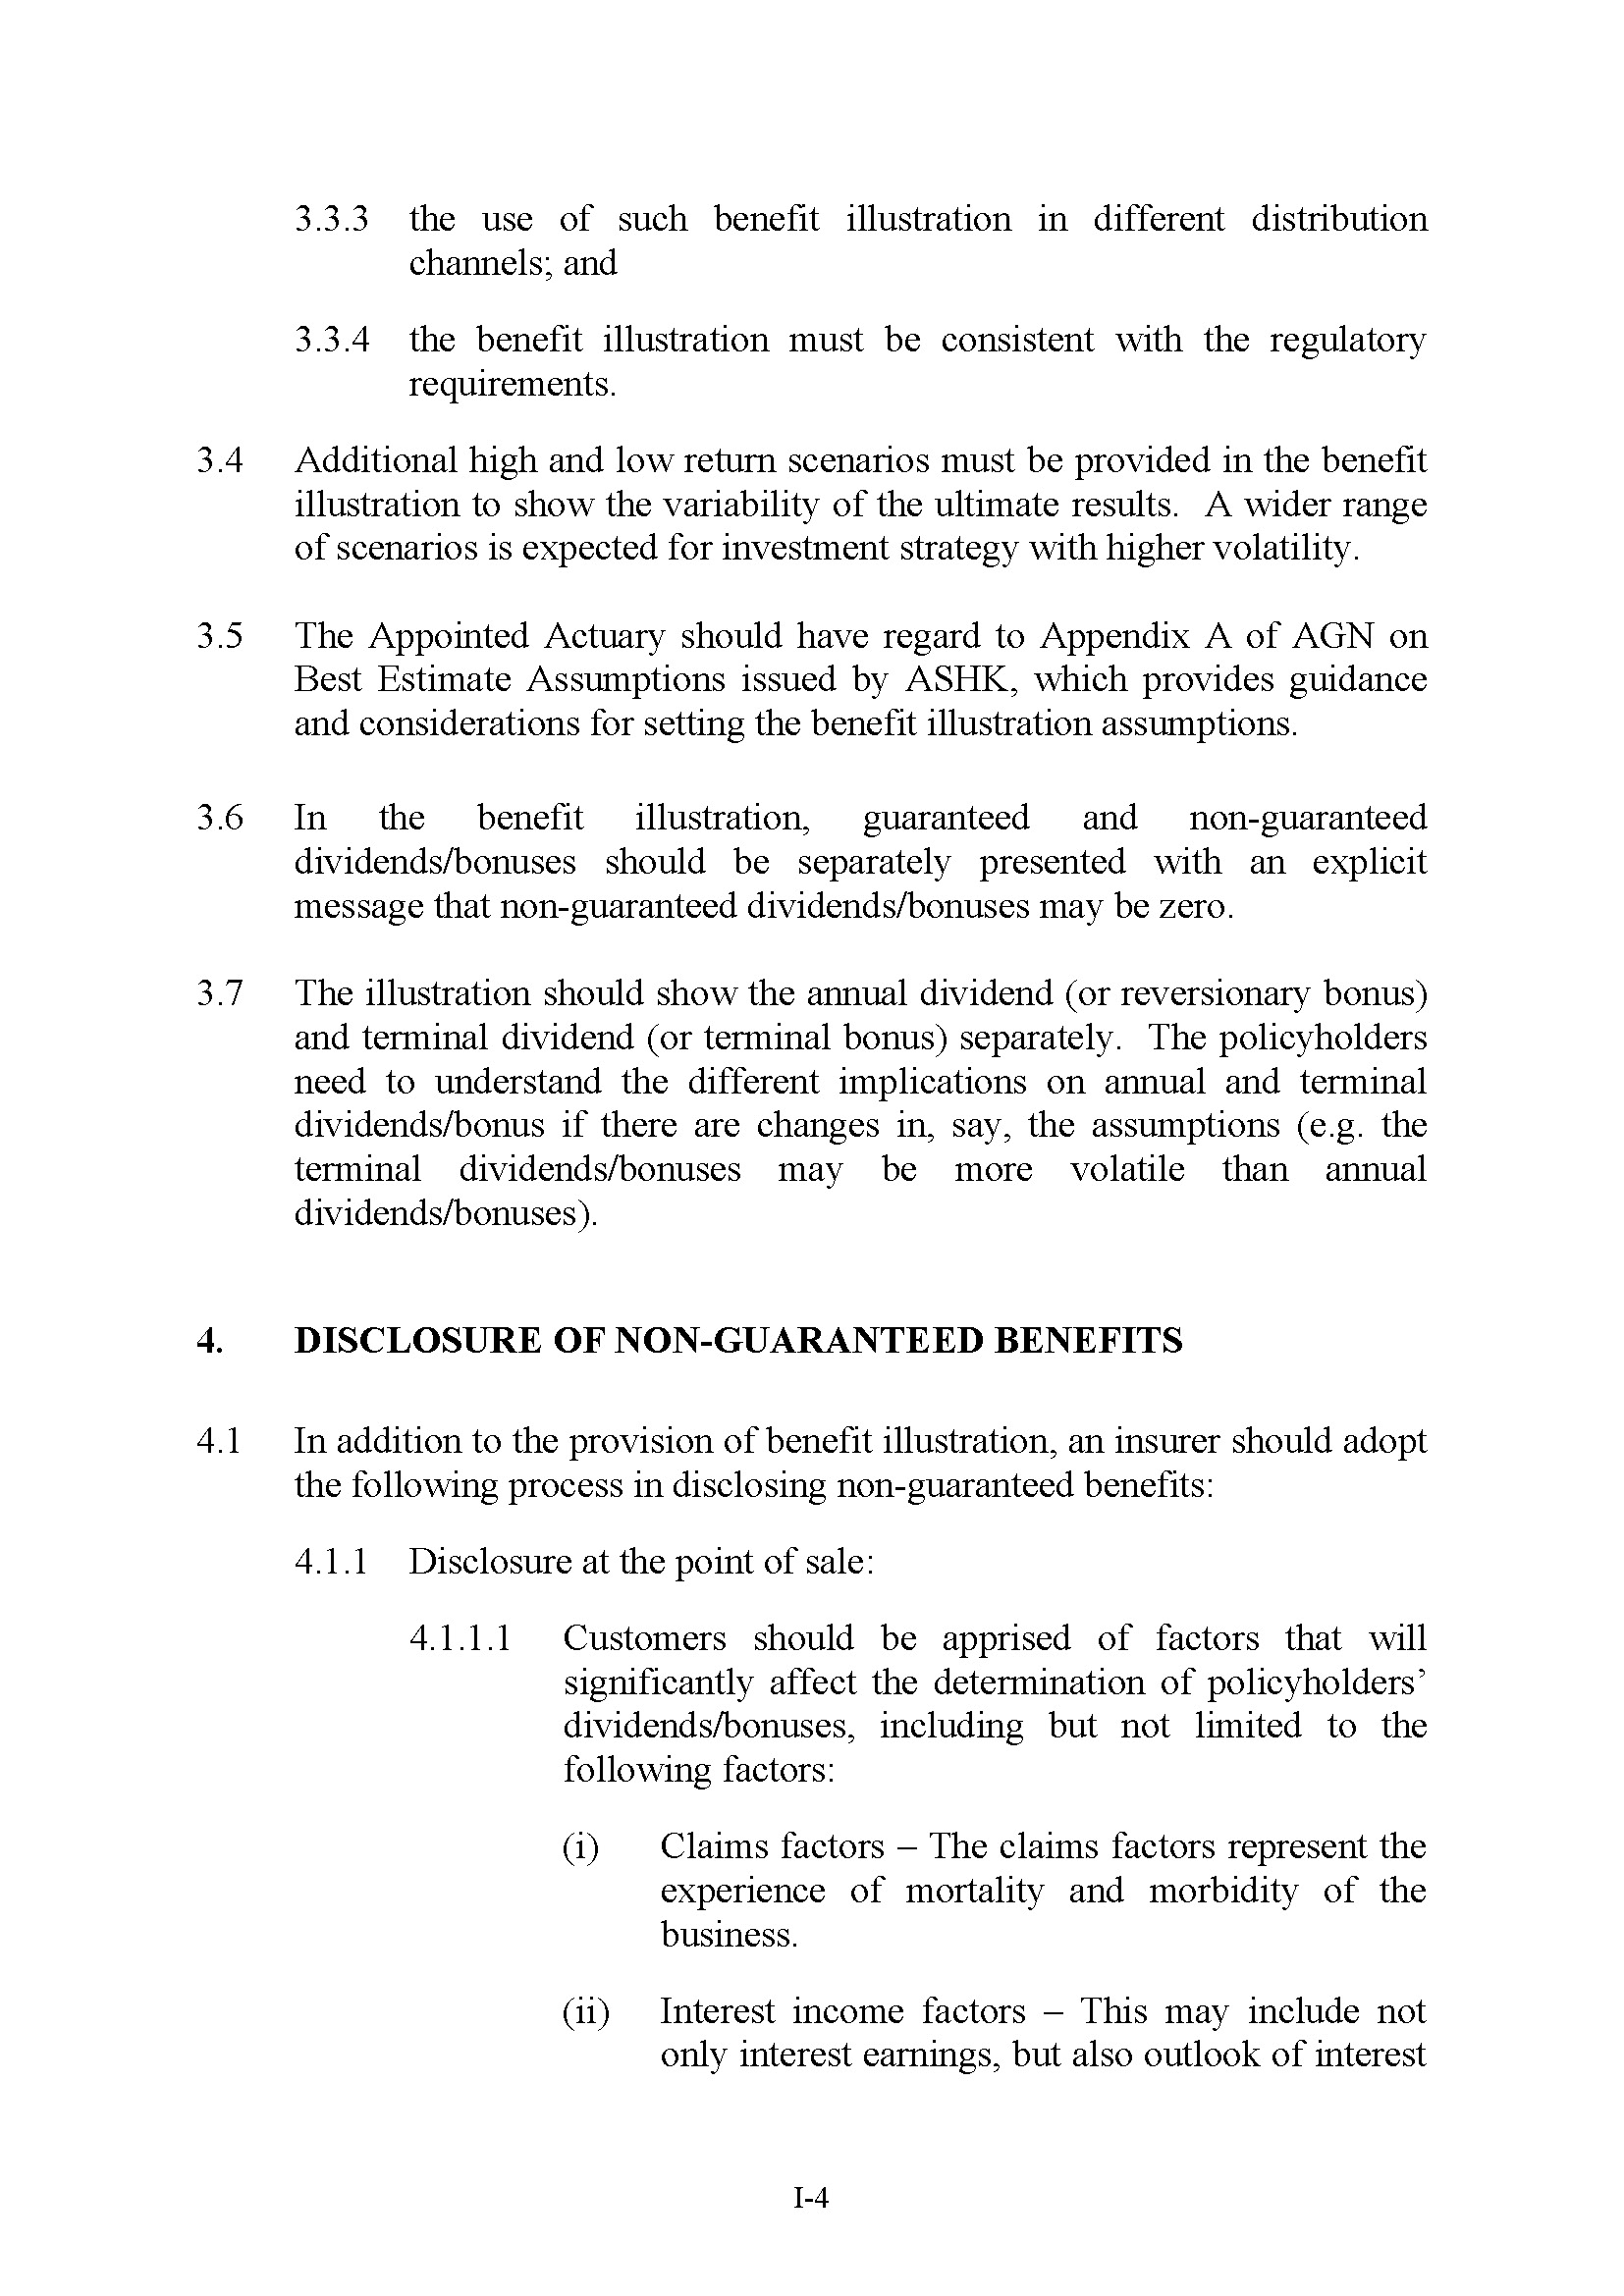 3.3.3 the use of such benefit illustration in different distribution
channels; and
3.3.4 the benefit illustration must be consistent with the regulatory
requirements.
3.4 Additional high and low return scenarios must be provided in the benefit
illustration to show the variability of the ultimate results. A wider range
of scenarios is expected for investment strategy with higher volatility.
3.5 The Appointed Actuary should have regard to Appendix A of AGN on
Best Estimate Assumptions issued by ASHK, which provides guidance
and considerations for setting the benefit illustration assumptions.
3.6 In the benefit illustration, guaranteed and non-guaranteed
dividends/bonuses should be separately presented with an explicit
message that non-guaranteed dividends/bonuses may be zero.
3.7 The illustration should show the annual dividend (or reversionary bonus)
and terminal dividend (or terminal bonus) separately. The policyholders
need to understand the different implications on annual and terminal
dividends/bonus if there are changes in, say, the assumptions (e.g. the
terminal dividends/bonuses may be more volatile than annual
dividends/bonuses).
4. DISCLOSURE OF NON-GUARANTEED BENEFITS
4.1 In addition to the provision of benefit illustration, an insurer should adopt
the following process in disclosing non-guaranteed benefits:
4.1.1 Disclosure at the point of sale:
4.1.1.1 Customers should be apprised of factors that will
significantly affect the determination of policyholders’
dividends/bonuses, including but not limited to the
following factors:
(i) Claims factors – The claims factors represent the
experience of mortality and morbidity of the
business.
(ii) Interest income factors – This may include not
only interest earnings, but also outlook of interest
I-4